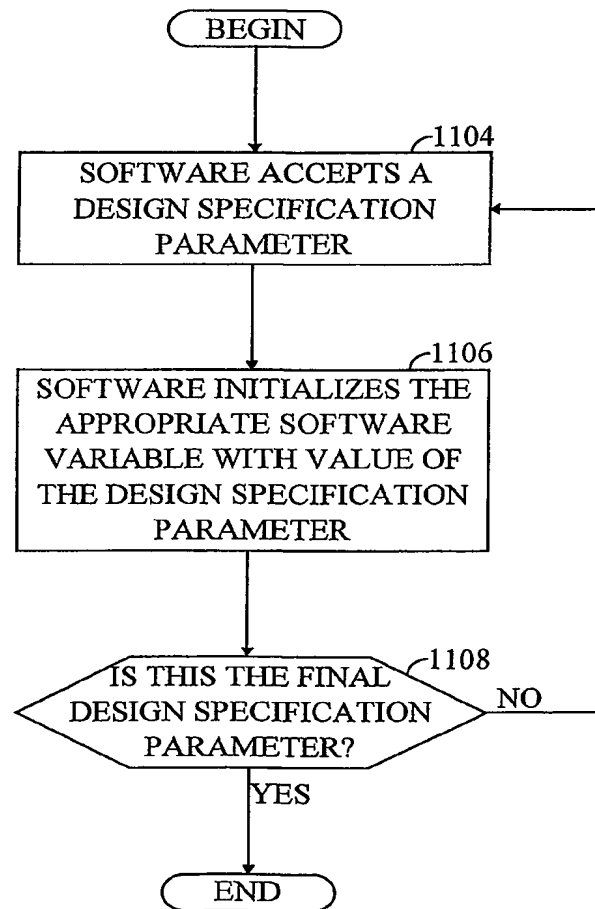 BEGIN
1104
SOFTWARE ACCEPTS A
DESIGN SPECIFICATION
PARAMETER
1106
SOFTWARE INITIALIZES THE
APPROPRIATE SOFTWARE
VARIABLE WITH VALUE OF
THE DESIGN SPECIFICATION
PARAMETER
1108
IS THIS THE FINAL
DESIGN SPECIFICATION
PARAMETER?
NO
YES
END